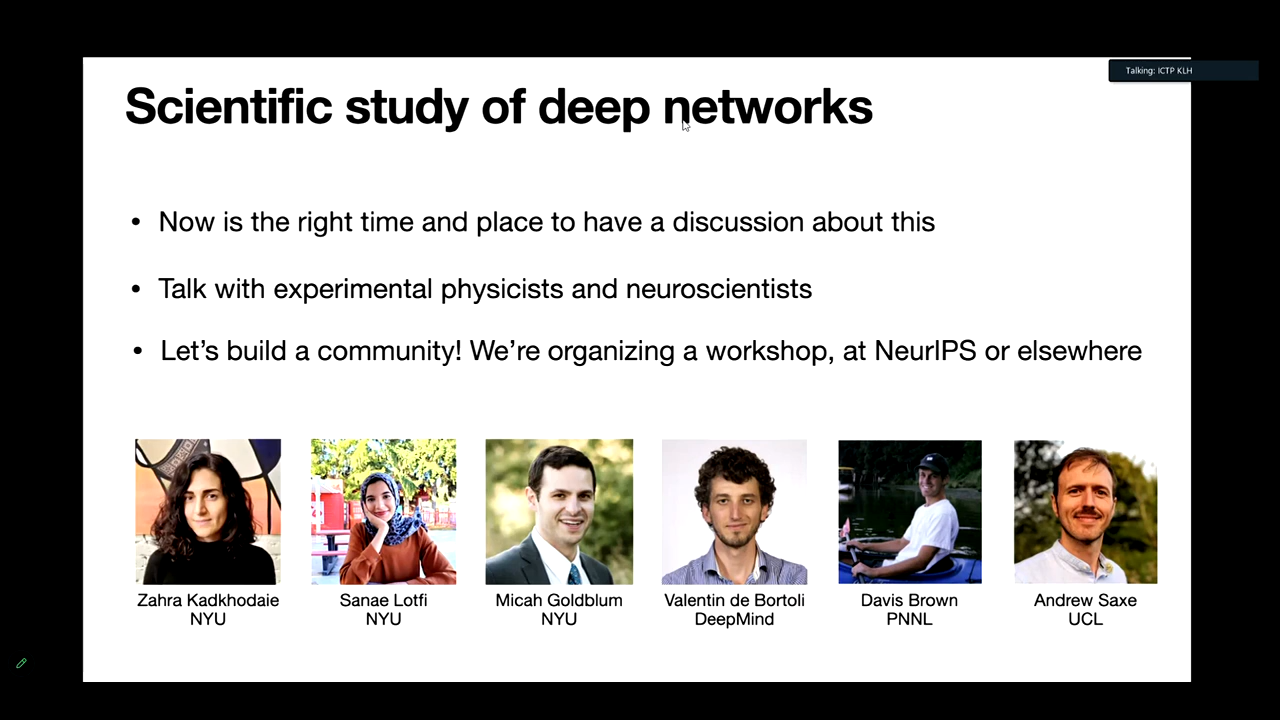 Talking: ICTP KLH
Scientific study of deep networks
• Now is the right time and place to have a discussion about this
• Talk with experimental physicists and neuroscientists
• Let’s build a community! We’re organizing a workshop, at NeurIPS or elsewhere
Zahra Kadkhodaie
NYU
Sanae Lotfi
NYU
Micah Goldblum
NYU
Valentin de Bortoli
DeepMind
Davis Brown
PNNL
Andrew Saxe
UCL